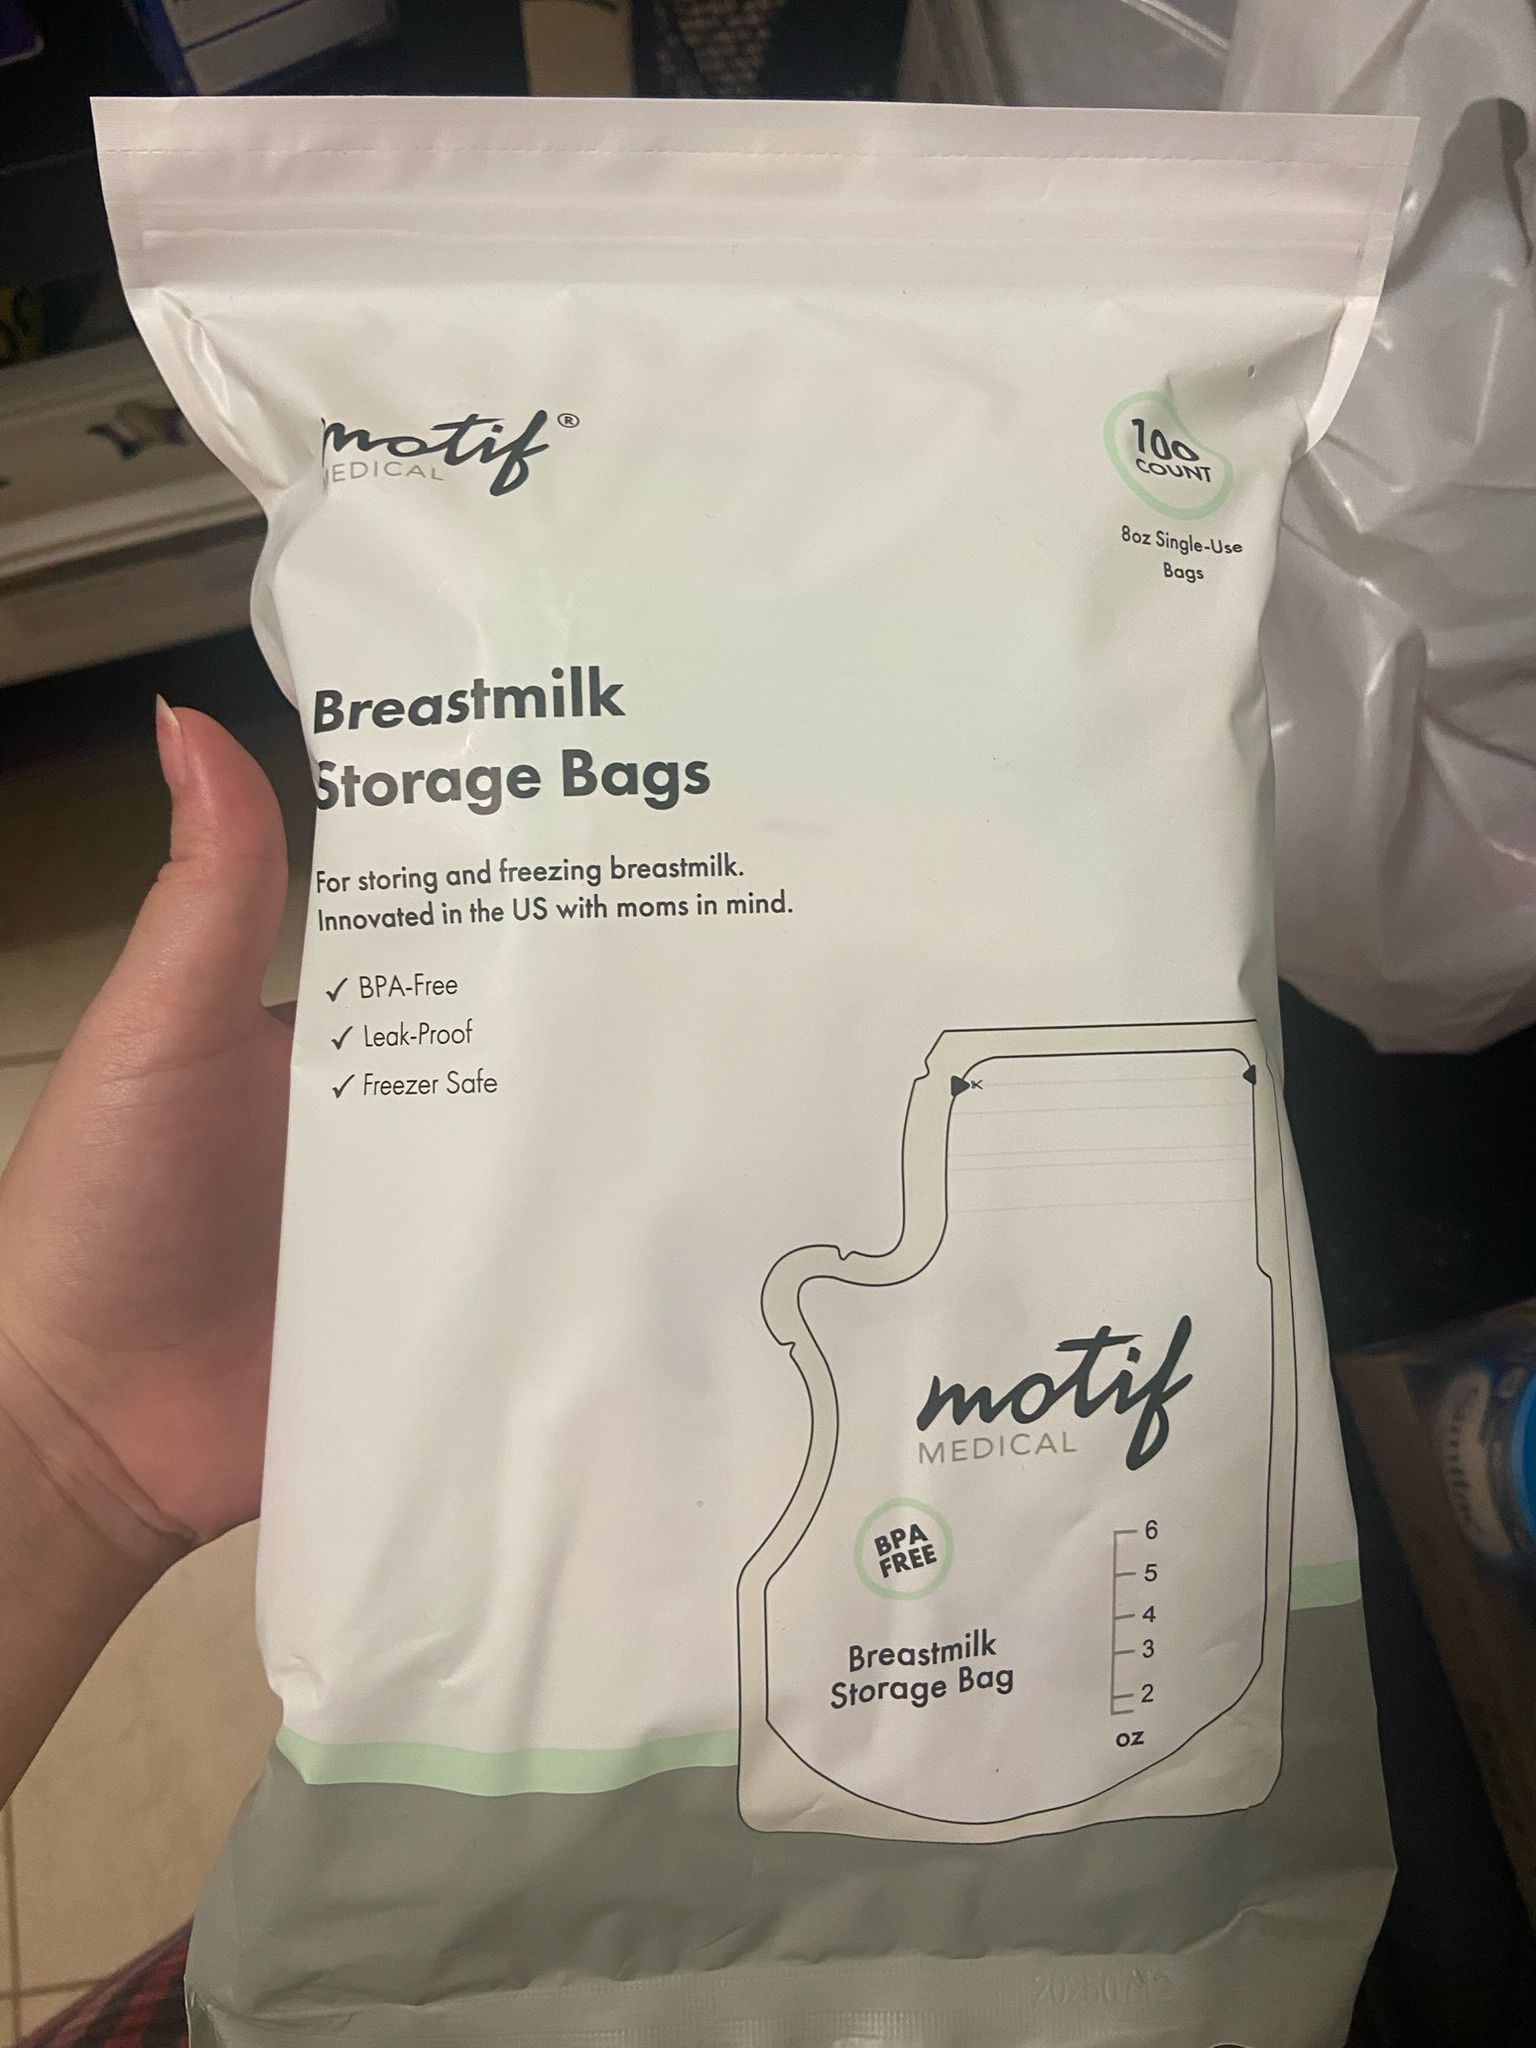 motif®
EDICAL
100
COUNT
8oz Single-Use
Bags
Breastmilk
Storage Bags
For storing and freezing breastmilk.
Innovated in the US with moms in mind.
✓ BPA-Free
✓ Leak-Proof
✓ Freezer Safe
motif
MEDICAL
BPA
FREE
Breastmilk
Storage Bag
6
5
4
3
2
oz